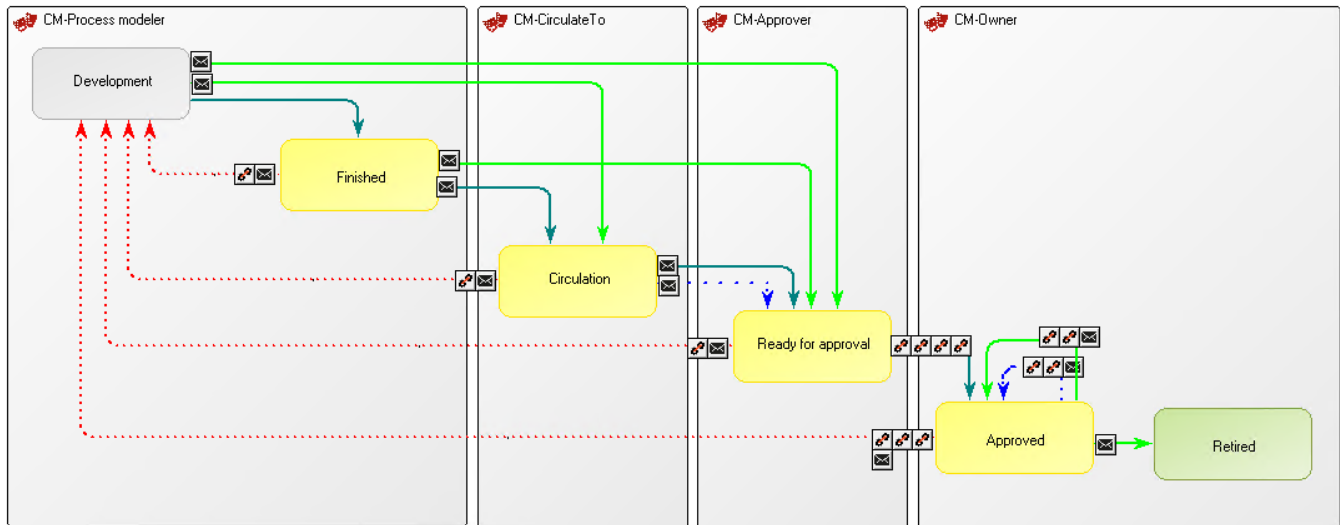 CM-Process modeler
CM-CirculateTo
CM-Approver
CM-Owner
Development
Finished
Circulation
Ready for approval
Approved
Retired